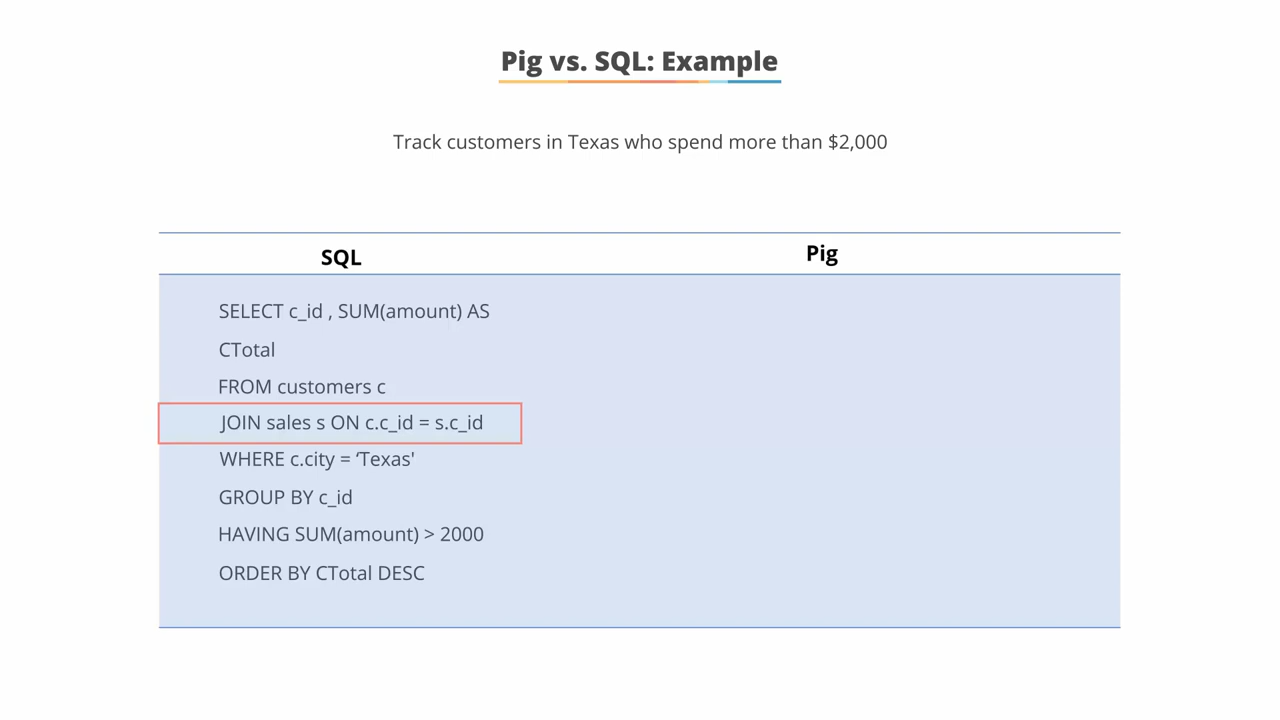 Pig vs. SQL: Example
Track customers in Texas who spend more than $2,000
SQL
Pig
SELECT c_id , SUM(amount) AS
CTotal
FROM customers c
JOIN sales s ON c.c_id = s.c_id
WHERE c.city = ‘Texas'
GROUP BY c_id
HAVING SUM(amount) > 2000
ORDER BY CTotal DESC